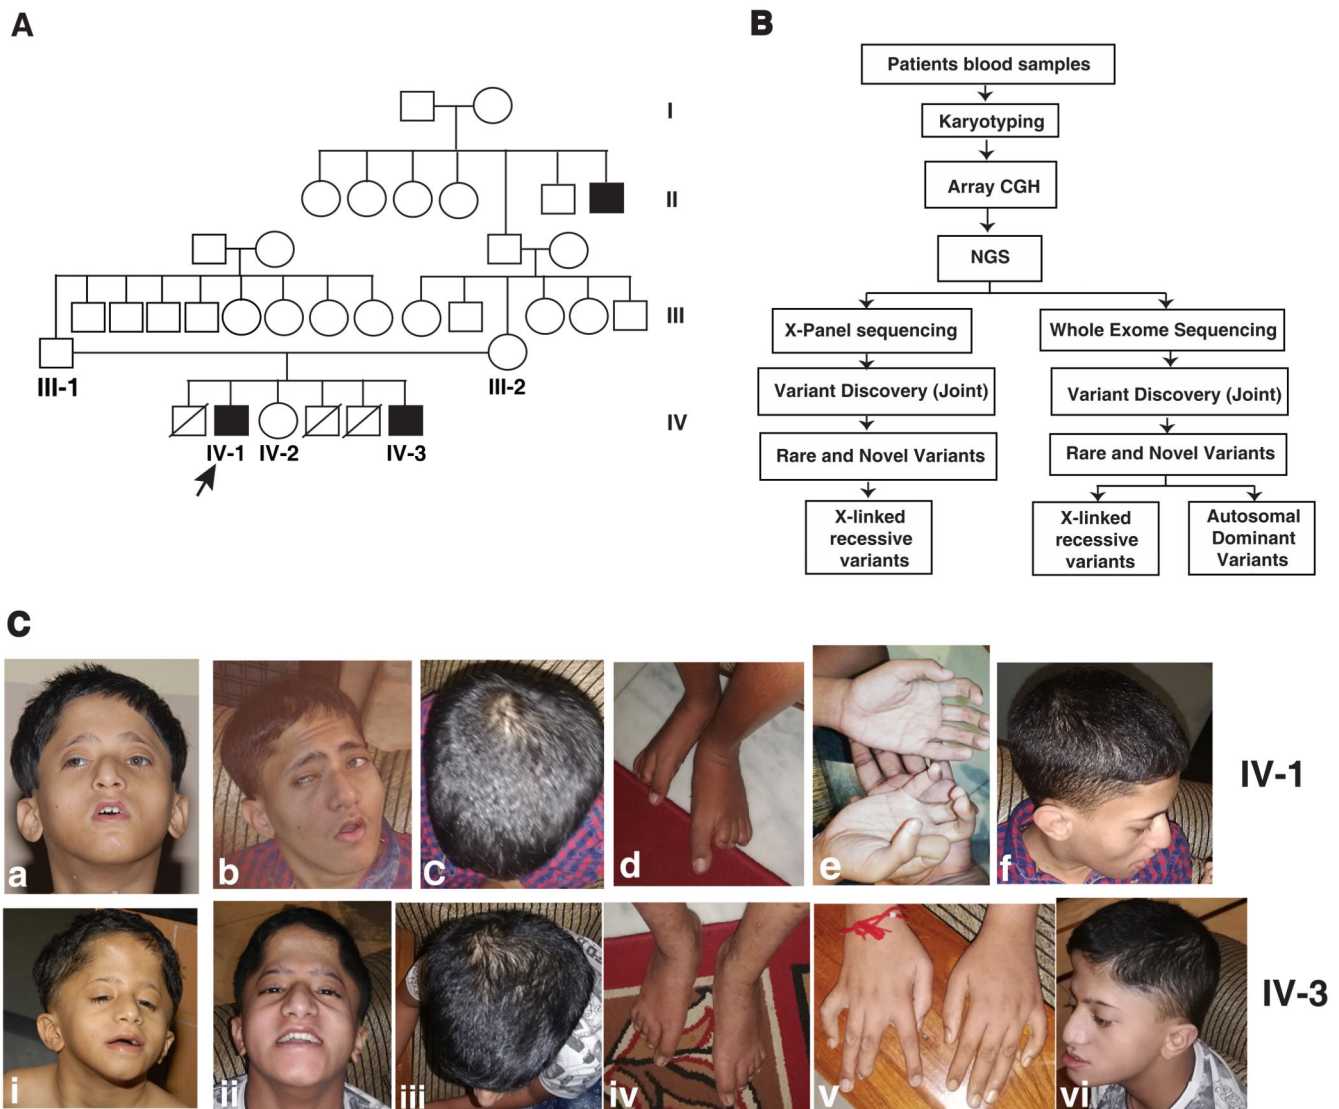 A
I
II
III
III-1
III-2
IV
IV-1 IV-2 IV-3
B
Patients blood samples
Karyotyping
Array CGH
NGS
X-Panel sequencing
Whole Exome Sequencing
Variant Discovery (Joint)
Variant Discovery (Joint)
Rare and Novel Variants
Rare and Novel Variants
X-linked
recessive
variants
X-linked
recessive
variants
Autosomal
Dominant
Variants
C
a
b
C
d
e
f
IV-1
i
ii
iii
iv
v
vi
IV-3